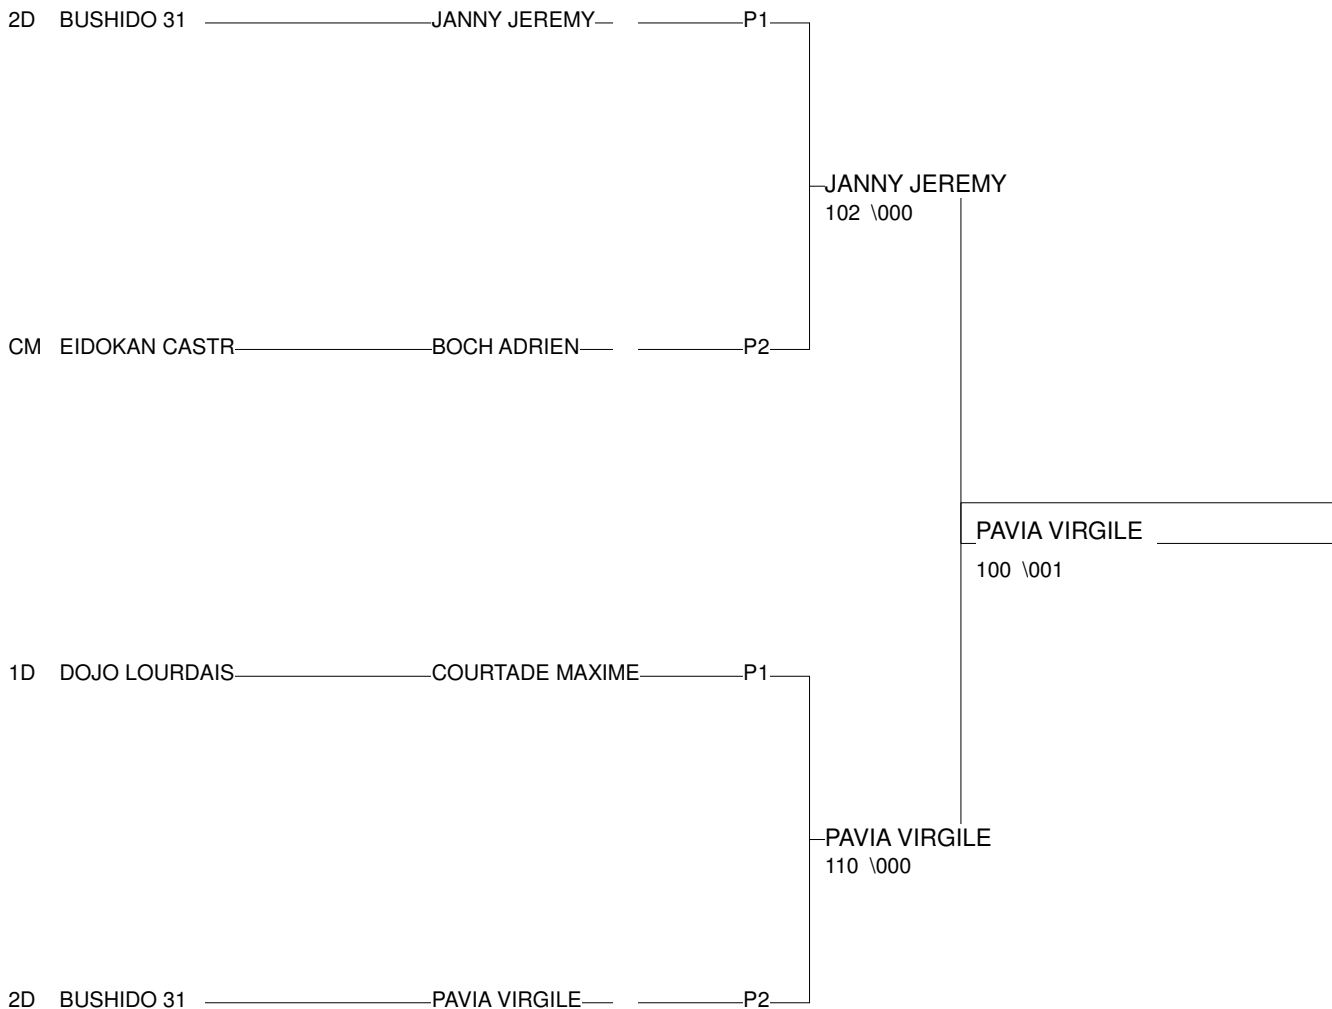 2D BUSHIDO 31 JANNY JEREMY P1
JANNY JEREMY
102 \000
CM EIDOKAN CASTR BOCH ADRIEN P2
PAVIA VIRGILE
100 \001
1D DOJO LOURDAIS COURTADE MAXIME P1
PAVIA VIRGILE
110 \000
2D BUSHIDO 31 PAVIA VIRGILE P2